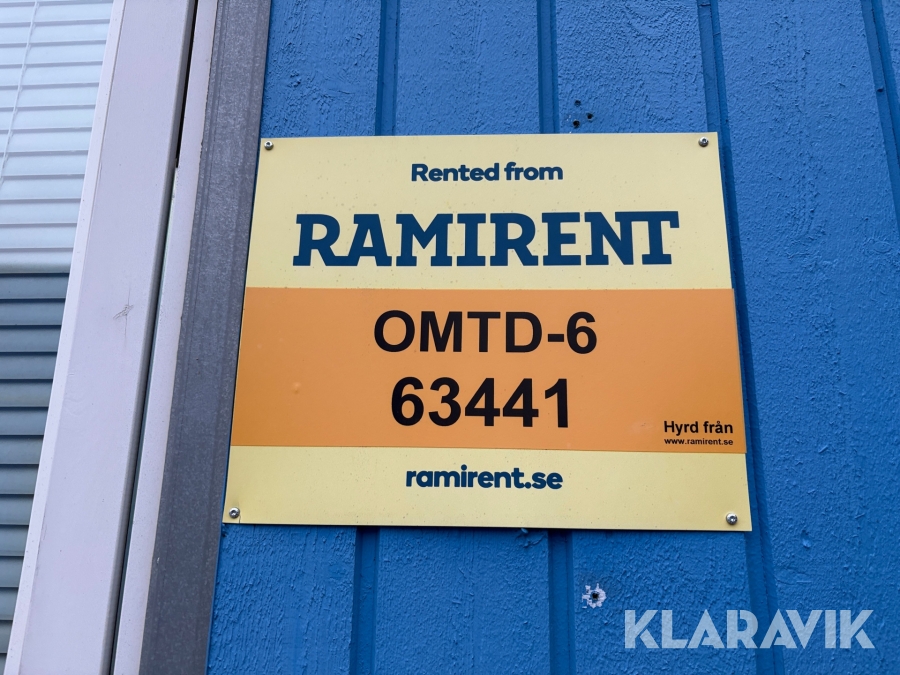 Rented from
RAMIRENT
OMTD-6
63441
Hyrd från
www.ramirent.se
ramirent.se
KLARAVIK